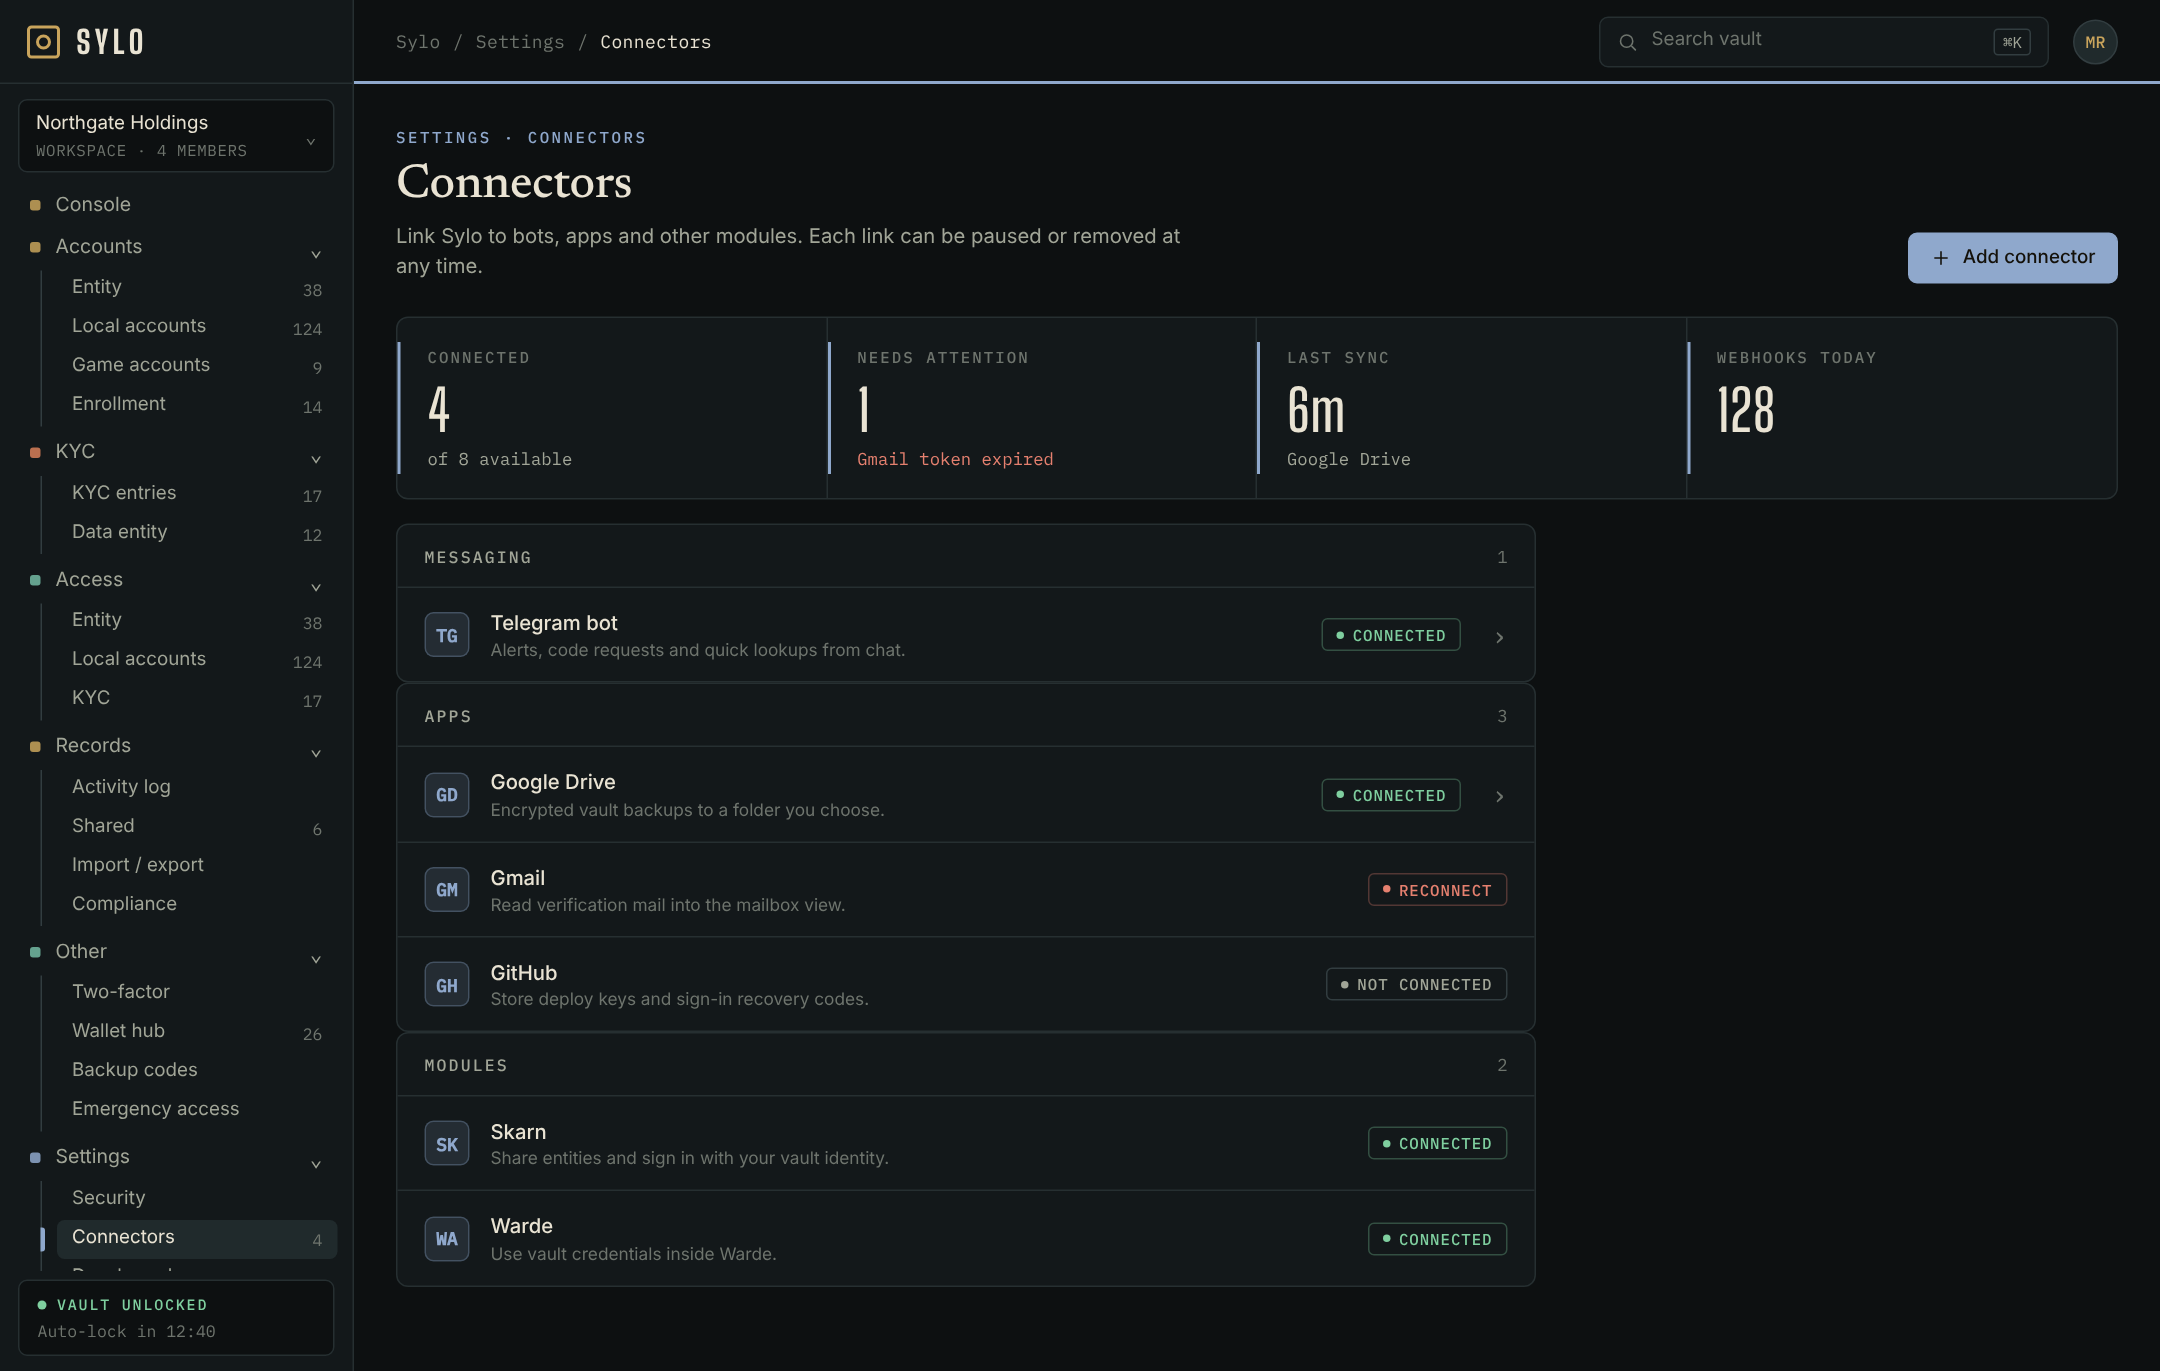 SYLO
Sylo / Settings / Connectors
Search vault
⌘K
MR
Northgate Holdings
WORKSPACE · 4 MEMBERS
Console
Accounts
Entity 38
Local accounts 124
Game accounts 9
Enrollment 14
KYC
KYC entries 17
Data entity 12
Access
Entity 38
Local accounts 124
KYC 17
Records
Activity log
Shared 6
Import / export
Compliance
Other
Two-factor
Wallet hub 26
Backup codes
Emergency access
Settings
Security
Connectors 4
VAULT UNLOCKED
Auto-lock in 12:40
SETTINGS · CONNECTORS
Connectors
Link Sylo to bots, apps and other modules. Each link can be paused or removed at
any time.
+ Add connector
CONNECTED
4
of 8 available
NEEDS ATTENTION
1
Gmail token expired
LAST SYNC
6m
Google Drive
WEBHOOKS TODAY
128
MESSAGING 1
TG
Telegram bot
Alerts, code requests and quick lookups from chat.
CONNECTED
APPS 3
GD
Google Drive
Encrypted vault backups to a folder you choose.
CONNECTED
GM
Gmail
Read verification mail into the mailbox view.
RECONNECT
GH
GitHub
Store deploy keys and sign-in recovery codes.
NOT CONNECTED
MODULES 2
SK
Skarn
Share entities and sign in with your vault identity.
CONNECTED
WA
Warde
Use vault credentials inside Warde.
CONNECTED